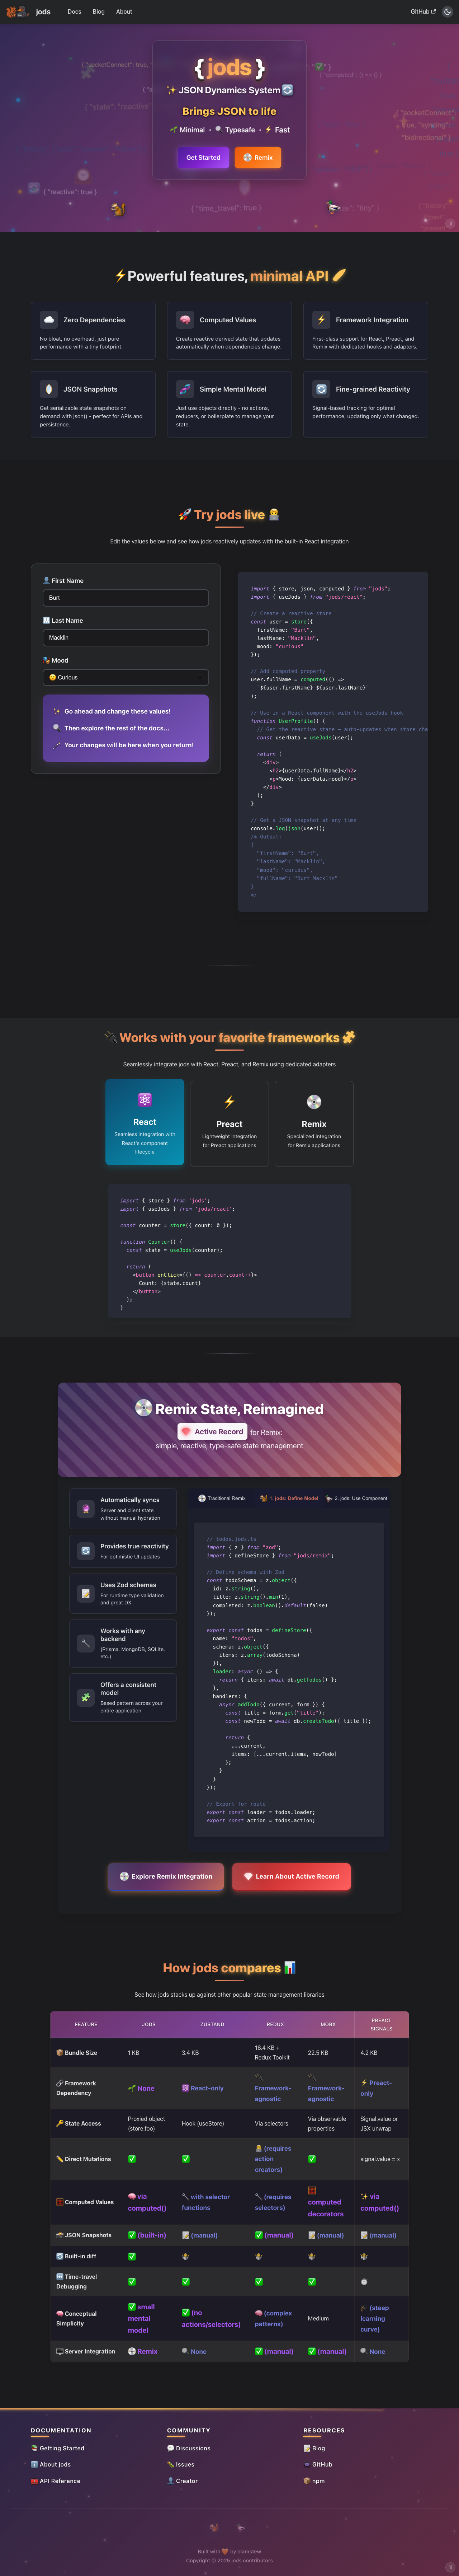 jods
Docs
Blog
About
GitHub
{ jods }
JSON Dynamics System
Brings JSON to life
Minimal • Typesafe • Fast
Get Started
Remix
{ "reactive": true }
{ "time_travel": true }
Powerful features, minimal API
Zero Dependencies
No bloat, no overhead, just pure
performance with a tiny footprint.
Computed Values
Create reactive derived state that updates
automatically when dependencies change.
Framework Integration
First-class support for React, Preact, and
Remix with dedicated hooks and adapters.
JSON Snapshots
Get serializable state snapshots on
demand with json() - perfect for APIs and
persistence.
Simple Mental Model
Just use objects directly - no actions,
reducers, or boilerplate to manage your
state.
Fine-grained Reactivity
Signal-based tracking for optimal
performance, updating only what changed.
Try jods live
Edit the values below and see how jods reactively updates with the built-in React integration
First Name
Burt
Last Name
Macklin
Mood
Curious
Go ahead and change these values!
Then explore the rest of the docs...
Your changes will be here when you return!
import { store, json, computed } from "jods";
import { useJods } from "jods/react";
// Create a reactive store
const user = store({
firstName: "Burt",
lastName: "Macklin",
mood: "curious"
});
// Add computed property
user.fullName = computed(() =>
`${user.firstName} ${user.lastName}`
);
// Use in a React component with the useJods hook
function UserProfile() {
// Get the reactive state – auto-updates when store cha
const userData = useJods(user);
return (
<div>
<h2>{userData.fullName}</h2>
<p>Mood: {userData.mood}</p>
</div>
);
}
// Get a JSON snapshot at any time
console.log(json(user));
/* Output:
{
"firstName": "Burt",
"lastName": "Macklin",
"mood": "curious",
"fullName": "Burt Macklin"
}
*/
Works with your favorite frameworks
Seamlessly integrate jods with React, Preact, and Remix using dedicated adapters
React
Seamless integration with
React's component
lifecycle
Preact
Lightweight integration
for Preact applications
Remix
Specialized integration
for Remix applications
import { store } from 'jods';
import { useJods } from 'jods/react';
const counter = store({ count: 0 });
function Counter() {
const state = useJods(counter);
return (
<button onClick={() => counter.count++}>
Count: {state.count}
</button>
);
}
Remix State, Reimagined
Active Record for Remix:
simple, reactive, type-safe state management
Automatically syncs
Server and client state
without manual hydration
Provides true reactivity
For optimistic UI updates
Uses Zod schemas
For runtime type validation
and great DX
Works with any
backend
(Prisma, MongoDB, SQLite,
etc.)
Offers a consistent
model
Based pattern across your
entire application
Traditional Remix
1. jods: Define Model
2. jods: Use Component
// todos.jods.ts
import { z } from "zod";
import { defineStore } from "jods/remix";
// Define schema with Zod
const todoSchema = z.object({
id: z.string(),
title: z.string().min(1),
completed: z.boolean().default(false)
});
export const todos = defineStore({
name: "todos",
schema: z.object({
items: z.array(todoSchema)
}),
loader: async () => {
return { items: await db.getTodos() };
},
handlers: {
async addTodo({ current, form }) {
const title = form.get("title");
const newTodo = await db.createTodo({ title });
return {
...current,
items: [...current.items, newTodo]
};
}
}
});
// Export for route
export const loader = todos.loader;
export const action = todos.action;
Explore Remix Integration
Learn About Active Record
How jods compares
See how jods stacks up against other popular state management libraries
FEATURE JODS ZUSTAND REDUX MOBX PREACT SIGNALS
Bundle Size 1 KB 3.4 KB 16.4 KB + Redux Toolkit 22.5 KB 4.2 KB
Framework Dependency None React-only Framework-agnostic Framework-agnostic Preact-only
State Access Proxied object (store.foo) Hook (useStore) Via selectors Via observable properties Signal.value or JSX unwrap
Direct Mutations (requires action creators) signal.value = x
Computed Values via computed() with selector functions (requires selectors) computed decorators via computed()
JSON Snapshots (built-in) (manual) (manual) (manual) (manual)
Built-in diff
Time-travel Debugging
Conceptual Simplicity small mental model (no actions/selectors) (complex patterns) Medium (steep learning curve)
Server Integration Remix None (manual) (manual) None
DOCUMENTATION
Getting Started
About jods
API Reference
COMMUNITY
Discussions
Issues
Creator
RESOURCES
Blog
GitHub
npm
Built with by clamstew
Copyright © 2025 jods contributors